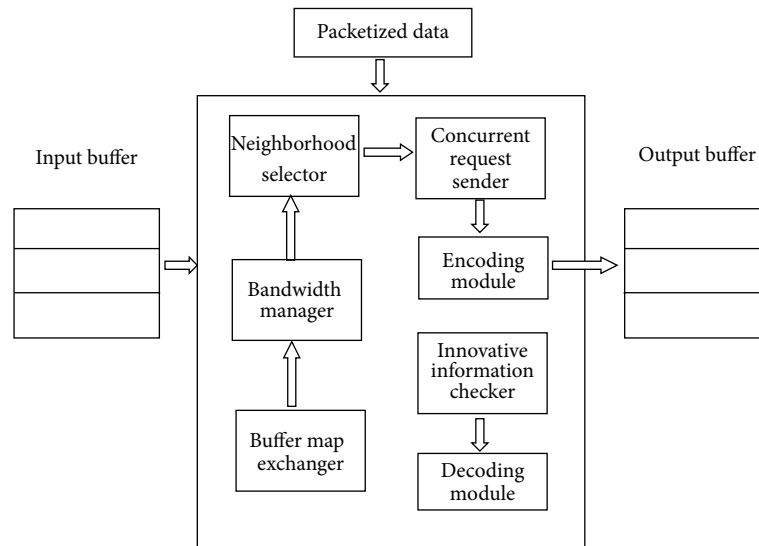 Packetized data
Input buffer
Neighborhood
selector
Concurrent
request
sender
Output buffer
Bandwidth
manager
Encoding
module
Innovative
information
checker
Buffer map
exchanger
Decoding
module